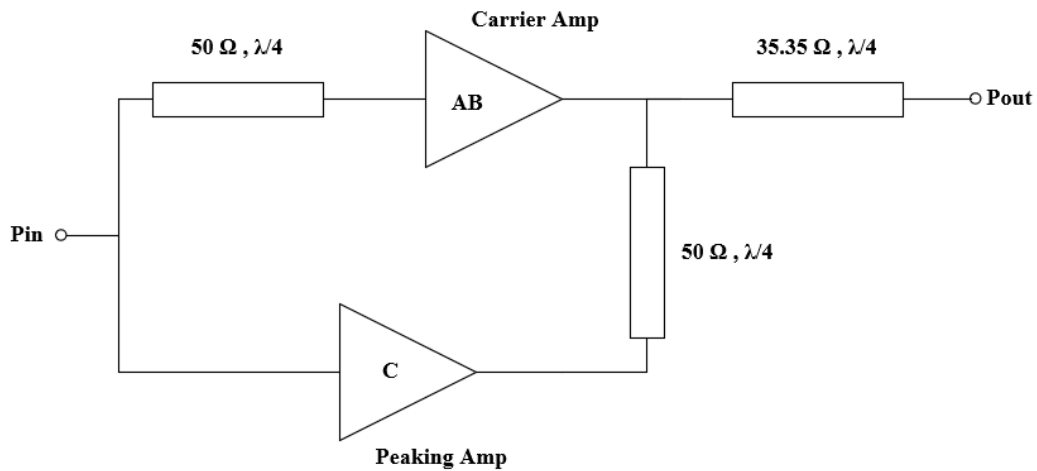 Carrier Amp
50 Ω , λ/4
35.35 Ω , λ/4
AB
Pout
Pin
50 Ω , λ/4
C
Peaking Amp